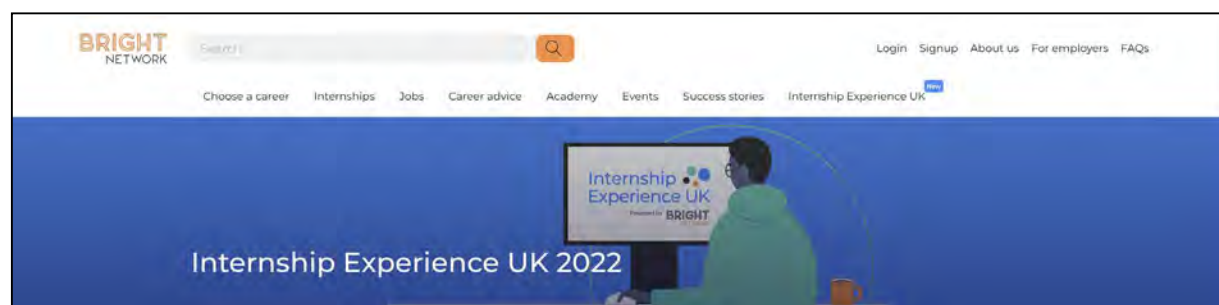 BRIGHT
NETWORK
Search
Login Signup About us For employers FAQs
Choose a career Internships Jobs Career advice Academy Events Success stories Internship Experience UK New
Internship
Experience UK
BRIGHT
Internship Experience UK 2022